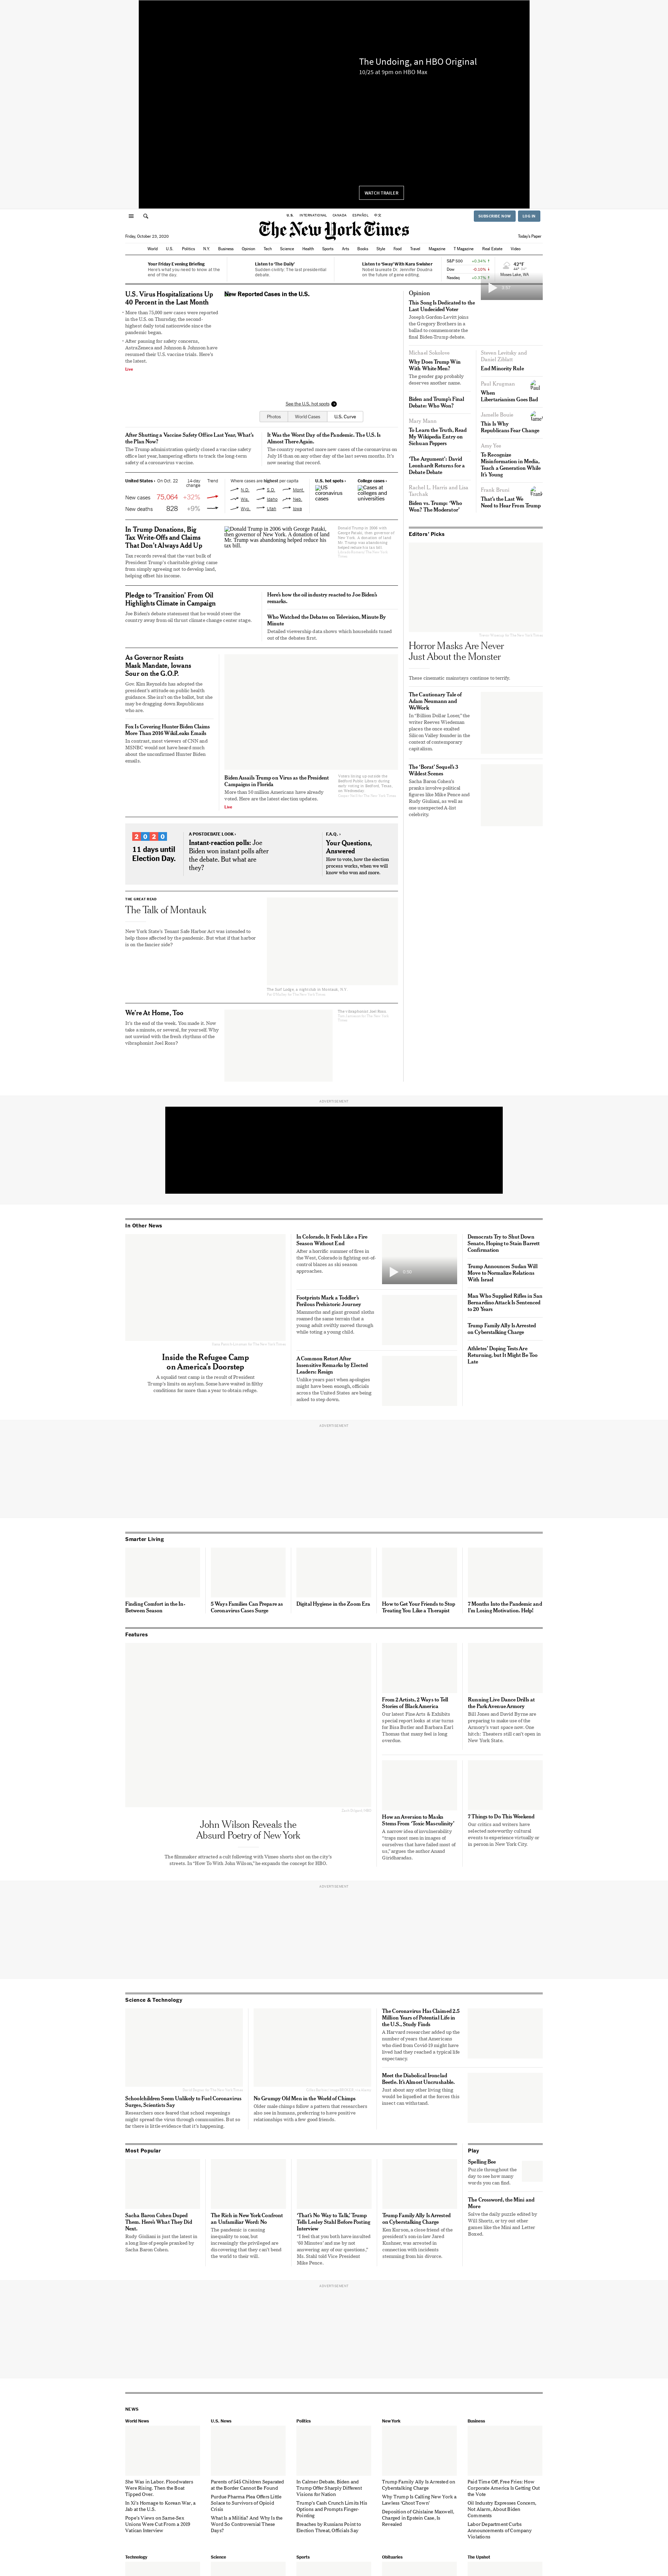 The Undoing, an HBO Original
10/25 at 9pm on HBO Max
WATCH TRAILER
INTERNATIONAL CANADA ESPAÑOL 中文
SUBSCRIBE NOW LOG IN
The New York Times
Friday, October 23, 2020
Today's Paper
World U.S. Politics N.Y. Business Opinion Tech Science Health Sports Arts Books Style Food Travel Magazine T Magazine Real Estate Video
Your Friday Evening Briefing
Here's what you need to know at the end of the day.
Listen to 'The Daily'
Sudden civility: The last presidential debate.
Listen to 'Sway' With Kara Swisher
Nobel laureate Dr. Jennifer Doudna on the future of gene editing.
S&P 500 +0.34%
Dow -0.10%
Nasdaq +0.37%
42°F
Moses Lake, WA
U.S. Virus Hospitalizations Up
40 Percent in the Last Month
• More than 75,000 new cases were reported
in the U.S. on Thursday, the second-
highest daily total nationwide since the
pandemic began.
• After pausing for safety concerns,
AstraZeneca and Johnson & Johnson have
resumed their U.S. vaccine trials. Here's
the latest.
Live
New Reported Cases in the U.S.
See the U.S. hot spots
Photos World Cases U.S. Curve
After Shutting a Vaccine Safety Office Last Year, What's
the Plan Now?
The Trump administration quietly closed a vaccine safety
office last year, hampering efforts to track the long-term
safety of a coronavirus vaccine.
It Was the Worst Day of the Pandemic. The U.S. Is
Almost There Again.
The country reported more new cases of the coronavirus on
July 16 than on any other day of the pandemic. It is now
nearing that record.
United States › On Oct. 22 14-day change Trend
New cases 75,064 +32%
New deaths 828 +9%
Where cases are highest per capita
N.D. S.D. Mont.
Wis. Idaho Neb.
Wyo. Utah Iowa
U.S. hot spots ›
US coronavirus cases
College cases ›
Cases at colleges and universities
In Trump Donations, Big
Tax Write-Offs and Claims
That Don't Always Add Up
Tax records reveal that the vast bulk of
President Trump's charitable giving came
from simply agreeing not to develop land,
helping offset his income.
Donald Trump in 2006 with George Pataki,
then governor of New York. A donation of land
Mr. Trump was abandoning helped reduce his
tax bill.
Pledge to 'Transition' From Oil
Highlights Climate in Campaign
Joe Biden's debate statement that he would steer the
country away from oil thrust climate change center stage.
Here's how the oil industry reacted to Joe Biden's
remarks.
Who Watched the Debates on Television, Minute By
Minute
Detailed viewership data shows which households tuned
out of the debates first.
As Governor Resists
Mask Mandate, Iowans
Sour on the G.O.P.
Gov. Kim Reynolds has adopted the
president's attitude on public health
guidance. She isn't on the ballot, but she
may be dragging down Republicans
who are.
Fox Is Covering Hunter Biden Claims
More Than 2016 WikiLeaks Emails
In contrast, most viewers of CNN and
MSNBC would not have heard much
about the unconfirmed Hunter Biden
emails.
Biden Assails Trump on Virus as the President
Campaigns in Florida
More than 50 million Americans have already
voted. Here are the latest election updates.
Live
Voters lining up outside the
Bedford Public Library during
early voting in Bedford, Texas,
on Wednesday.
2020
11 days until
Election Day.
A POSTDEBATE LOOK ›
Instant-reaction polls: Joe
Biden won instant polls after
the debate. But what are
they?
F.A.Q. ›
Your Questions,
Answered
How to vote, how the election
process works, when we will
know who won and more.
THE GREAT READ
The Talk of Montauk
New York State's Tenant Safe Harbor Act was intended to
help those affected by the pandemic. But what if that harbor
is on the fancier side?
The Surf Lodge, a nightclub in Montauk, N.Y.
We're At Home, Too
It's the end of the week. You made it. Now
take a minute, or several, for yourself. Why
not unwind with the fresh rhythms of the
vibraphonist Joel Ross?
The vibraphonist Joel Ross.
Opinion
This Song Is Dedicated to the
Last Undecided Voter
Joseph Gordon-Levitt joins
the Gregory Brothers in a
ballad to commemorate the
final Biden-Trump debate.
Michael Sokolove
Why Does Trump Win
With White Men?
The gender gap probably
deserves another name.
Biden and Trump's Final
Debate: Who Won?
Mary Mann
To Learn the Truth, Read
My Wikipedia Entry on
Sichuan Peppers
'The Argument': David
Leonhardt Returns for a
Debate Debate
Rachel L. Harris and Lisa
Tarchak
Biden vs. Trump: 'Who
Won? The Moderator'
Steven Levitsky and
Daniel Ziblatt
End Minority Rule
Paul Krugman
When
Libertarianism Goes Bad
Jamelle Bouie
This Is Why
Republicans Fear Change
Amy Yee
To Recognize
Misinformation in Media,
Teach a Generation While
It's Young
Frank Bruni
That's the Last We
Need to Hear From Trump
Editors' Picks
Horror Masks Are Never
Just About the Monster
These cinematic mainstays continue to terrify.
The Cautionary Tale of
Adam Neumann and
WeWork
In "Billion Dollar Loser," the
writer Reeves Wiedeman
places the once exalted
Silicon Valley founder in the
context of contemporary
capitalism.
The 'Borat' Sequel's 3
Wildest Scenes
Sacha Baron Cohen's
pranks involve political
figures like Mike Pence and
Rudy Giuliani, as well as
one unexpected A-list
celebrity.
ADVERTISEMENT
In Other News
Inside the Refugee Camp
on America's Doorstep
A squalid tent camp is the result of President
Trump's limits on asylum. Some have waited in filthy
conditions for more than a year to obtain refuge.
In Colorado, It Feels Like a Fire
Season Without End
After a horrific summer of fires in
the West, Colorado is fighting out-of-
control blazes as ski season
approaches.
0:58
Footprints Mark a Toddler's
Perilous Prehistoric Journey
Mammoths and giant ground sloths
roamed the same terrain that a
young adult swiftly moved through
while toting a young child.
A Common Retort After
Insensitive Remarks by Elected
Leaders: Resign
Unlike years past when apologies
might have been enough, officials
across the United States are being
asked to step down.
Democrats Try to Shut Down
Senate, Hoping to Stain Barrett
Confirmation
Trump Announces Sudan Will
Move to Normalize Relations
With Israel
Man Who Supplied Rifles in San
Bernardino Attack Is Sentenced
to 20 Years
Trump Family Ally Is Arrested
on Cyberstalking Charge
Athletes' Doping Tests Are
Returning, but It Might Be Too
Late
ADVERTISEMENT
Smarter Living
Finding Comfort in the In-
Between Season
5 Ways Families Can Prepare as
Coronavirus Cases Surge
Digital Hygiene in the Zoom Era
How to Get Your Friends to Stop
Treating You Like a Therapist
7 Months Into the Pandemic and
I'm Losing Motivation. Help!
Features
John Wilson Reveals the
Absurd Poetry of New York
The filmmaker attracted a cult following with Vimeo shorts put on the city's
streets. In "How To With John Wilson," he expands the concept for HBO.
From 2 Artists, 2 Ways to Tell
Stories of Black America
Our latest Fine Arts & Exhibits
special report looks at star turns
for Bisa Butler and Barbara Earl
Thomas that many feel is long
overdue.
Running Live Dance Drills at
the Park Avenue Armory
Bill Jones and David Byrne are
preparing to make use of the
Armory's vast space now. One
hitch: Theaters still can't open in
New York State.
How an Aversion to Masks
Stems From 'Toxic Masculinity'
A narrow idea of invulnerability
"traps most men in images of
ourselves that have failed most of
us," argues the author Anand
Giridharadas.
7 Things to Do This Weekend
Our critics and writers have
selected noteworthy cultural
events to experience virtually or
in person in New York City.
ADVERTISEMENT
Science & Technology
Schoolchildren Seem Unlikely to Fuel Coronavirus
Surges, Scientists Say
Researchers once feared that school reopenings
might spread the virus through communities. But so
far there is little evidence that it's happening.
No Grumpy Old Men in the World of Chimps
Older male chimps follow a pattern that researchers
also see in humans, preferring to have positive
relationships with a few good friends.
The Coronavirus Has Claimed 2.5
Million Years of Potential Life in
the U.S., Study Finds
A Harvard researcher added up the
number of years that Americans
who died from Covid-19 might have
lived had they reached a typical life
expectancy.
Meet the Diabolical Ironclad
Beetle. It's Almost Uncrushable.
Just about any other living thing
would be liquefied at the forces this
insect can withstand.
Most Popular
Sacha Baron Cohen Duped
Them. Here's What They Did
Next.
Rudy Giuliani is just the latest in
a long line of people pranked by
Sacha Baron Cohen.
The Rich in New York Confront
an Unfamiliar Word: No
The pandemic is causing
inequality to soar, but
increasingly the privileged are
discovering that they can't bend
the world to their will.
'That's No Way to Talk.' Trump
Tells Lesley Stahl Before Posting
Interview
"I feel that you both have insulted
'60 Minutes' and me by not
answering any of our questions,"
Ms. Stahl told Vice President
Mike Pence.
Trump Family Ally Is Arrested
on Cyberstalking Charge
Ken Kurson, a close friend of the
president's son-in-law Jared
Kushner, was arrested in
connection with incidents
stemming from his divorce.
Play
Spelling Bee
Puzzle throughout the
day to see how many
words you can find.
The Crossword, the Mini and
More
Solve the daily puzzle edited by
Will Shortz, or try out other
games like the Mini and Letter
Boxed.
ADVERTISEMENT
NEWS
World News
She Was in Labor. Floodwaters
Were Rising. Then the Boat
Tipped Over.
In Xi's Homage to Korean War, a
Jab at the U.S.
Pope's Views on Same-Sex
Unions Were Cut From a 2019
Vatican Interview
U.S. News
Parents of 545 Children Separated
at the Border Cannot Be Found
Purdue Pharma Plea Offers Little
Solace to Survivors of Opioid
Crisis
What Is a Militia? And Why Is the
Word So Controversial These
Days?
Politics
In Calmer Debate, Biden and
Trump Offer Sharply Different
Visions for Nation
Trump's Cash Crunch Limits His
Options and Prompts Finger-
Pointing
Breaches by Russians Point to
Election Threat, Officials Say
New York
Trump Family Ally Is Arrested on
Cyberstalking Charge
Why Trump Is Calling New York a
Lawless 'Ghost Town'
Deposition of Ghislaine Maxwell,
Charged in Epstein Case, Is
Revealed
Business
Paid Time Off, Free Fries: How
Corporate America Is Getting Out
the Vote
Oil Industry Expresses Concern,
Not Alarm, About Biden
Comments
Labor Department Curbs
Announcements of Company
Violations
Technology
Science
Sports
Obituaries
The Upshot